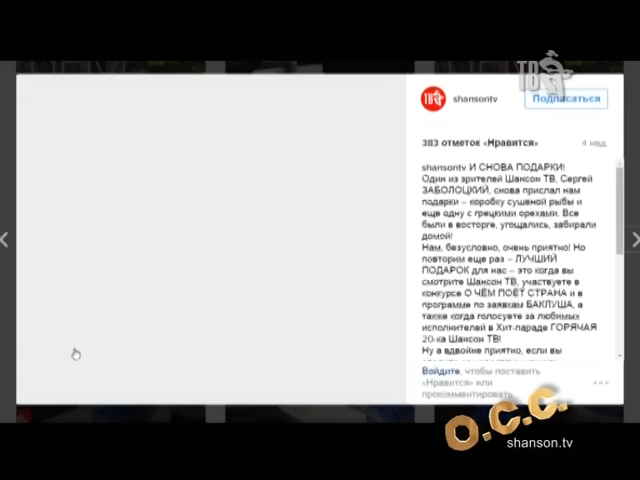 ТВ
ТВ
shansontv
Подписаться
383 отметок «Нравится»
4 нед.
shansontv И СНОВА ПОДАРКИ!
Один из зрителей Шансон ТВ, Сергей
ЗАБОЛОЦКИЙ, снова прислал нам
подарки – коробку сушеной рыбы и
еще одну с грецкими орехами. Все
были в восторге, угощались, забирали
домой!
Нам, безусловно, очень приятно! Но
повторим еще раз – ЛУЧШИЙ
ПОДАРОК для нас – это когда вы
смотрите Шансон ТВ, участвуете в
конкурсе О ЧЁМ ПОЁТ СТРАНА и в
программе по заявкам БАКЛУША, а
также когда голосуете за любимых
исполнителей в Хит-параде ГОРЯЧАЯ
20-ка Шансон ТВ!
Ну а вдвойне приятно, если вы
Войдите, чтобы поставить
«Нравится» или
прокомментировать.
О.С.С.
shanson.tv